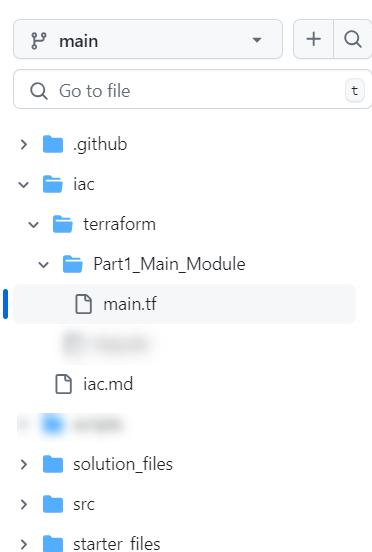 main
Go to file
t
.github
iac
terraform
Part1_Main_Module
main.tf
iac.md
solution_files
src
starter_files